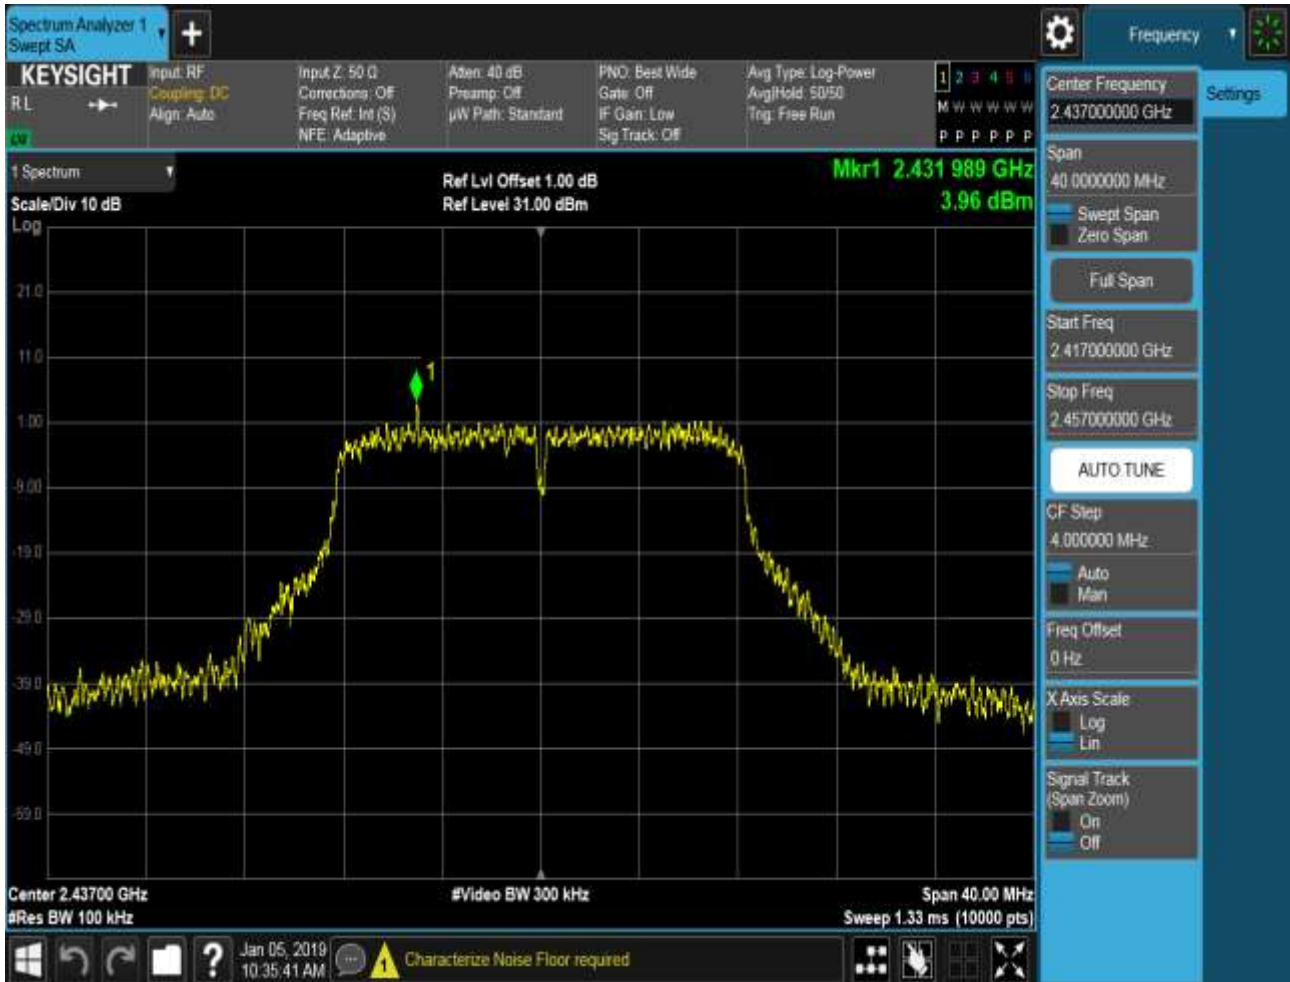 Spectrum Analyzer 1
Swept SA
+
Frequency
KEYSIGHT
RL
Input: RF
Coupling: DC
Align: Auto
Input Z: 50 Ω
Corrections: Off
Freq Ref: Int (S)
NFE: Adaptive
Atten: 40 dB
Preamp: Off
µW Path: Standard
PNO: Best Wide
Gate: Off
IF Gain: Low
Sig Track: Off
Avg Type: Log-Power
Avg|Hold: 50/50
Trig: Free Run
1 2 3 4 5 6
M W W W W W
P P P P P P
Center Frequency
2.437000000 GHz
Settings
1 Spectrum
Scale/Div 10 dB
Log
Ref Lvl Offset 1.00 dB
Ref Level 31.00 dBm
Mkr1 2.431 989 GHz
3.96 dBm
21.0
11.0
1.00
-9.00
-19.0
-29.0
-39.0
-49.0
-59.0
1
Span
40.0000000 MHz
Swept Span
Zero Span
Full Span
Start Freq
2.417000000 GHz
Stop Freq
2.457000000 GHz
AUTO TUNE
CF Step
4.000000 MHz
Auto
Man
Freq Offset
0 Hz
X Axis Scale
Log
Lin
Signal Track
(Span Zoom)
On
Off
Center 2.43700 GHz
#Res BW 100 kHz
#Video BW 300 kHz
Span 40.00 MHz
Sweep 1.33 ms (10000 pts)
?
Jan 05, 2019
10:35:41 AM
1
Characterize Noise Floor required